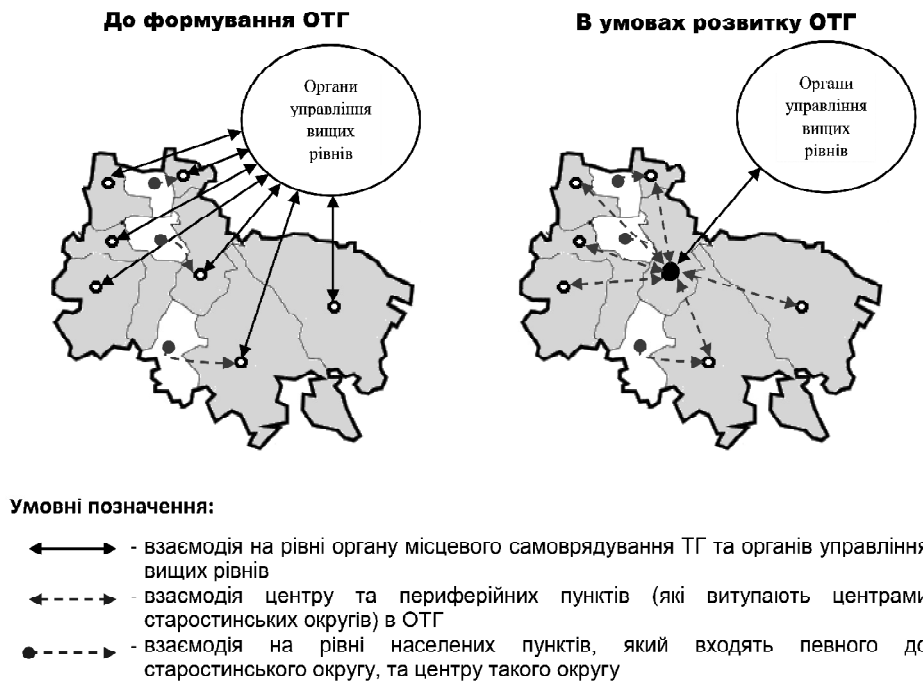 До формування ОТГ
В умовах розвитку ОТГ
Органи
управління
вищих
рівнів
Органи
управління
вищих
рівнів
Умовні позначення:
- взаємодія на рівні органу місцевого самоврядування ТГ та органів управління
вищих рівнів
- взаємодія центру та периферійних пунктів (які витупають центрами
старостинських округів) в ОТГ
- взаємодія на рівні населених пунктів, який входять певного до
старостинського округу, та центру такого округу